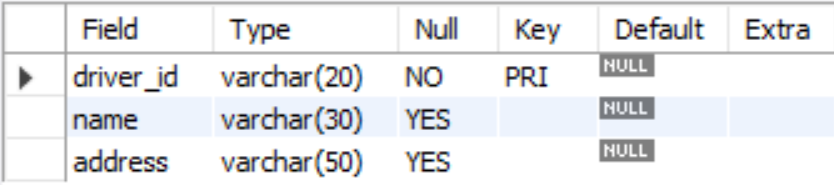 Field Type Null Key Default Extra
driver_id varchar(20) NO PRI NULL
name varchar(30) YES NULL
address varchar(50) YES NULL